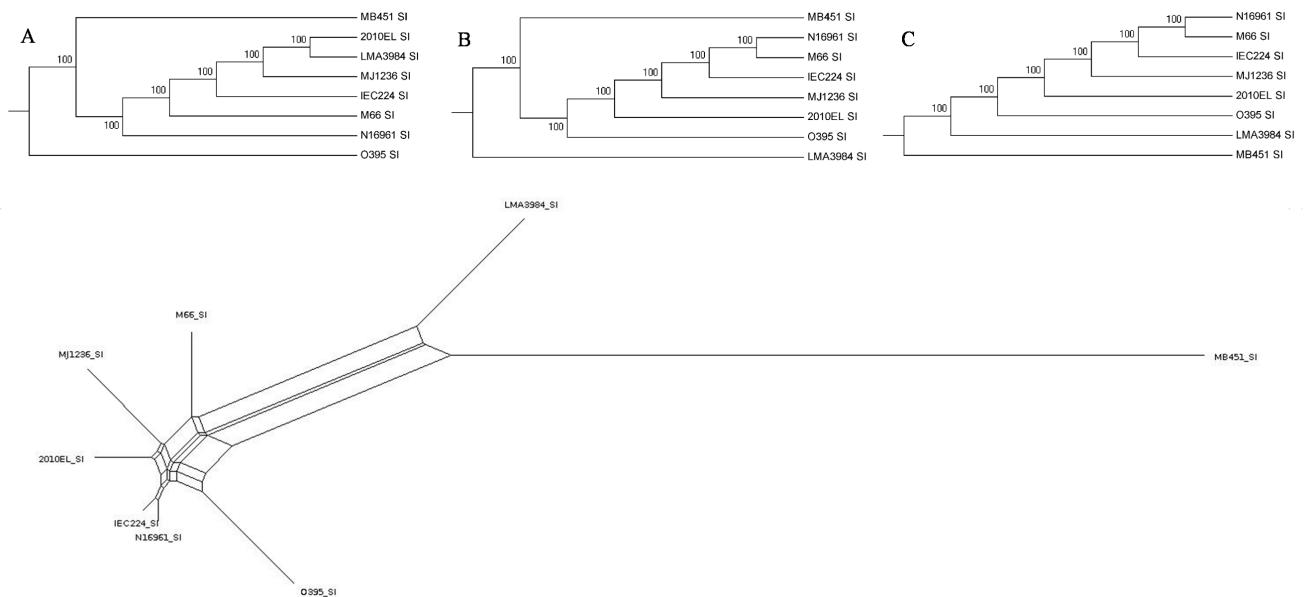 A
MB451 SI
2010EL SI
LMA3984 SI
MJ1236 SI
IEC224 SI
M66 SI
N16961 SI
O395 SI
100
100
100
100
100
100
B
MB451 SI
N16961 SI
M66 SI
IEC224 SI
MJ1236 SI
2010EL SI
O395 SI
LMA3984 SI
100
100
100
100
100
100
C
N16961 SI
M66 SI
IEC224 SI
MJ1236 SI
2010EL SI
O395 SI
LMA3984 SI
MB451 SI
100
100
100
100
100
100
LMA3984_SI
M66_SI
MJ1236_SI
MB451_SI
2010EL_SI
IEC224_SI
N16961_SI
O395_SI